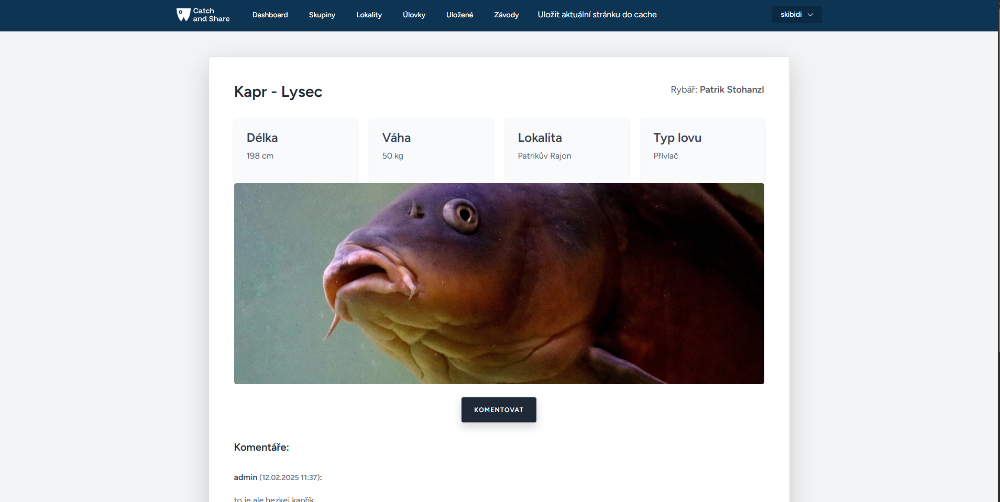 Catch
and Share
Dashboard Skupiny Lokality Úlovky Uložené Závody Uložit aktuální stránku do cache skibidi
Kapr - Lysec
Rybář: Patrik Stohanzl
Délka
198 cm
Váha
50 kg
Lokalita
Patrikův Rajon
Typ lovu
Přívlač
KOMENTOVAT
Komentáře:
admin (12.02.2025 11:37):
to je ale hezkej kapřík